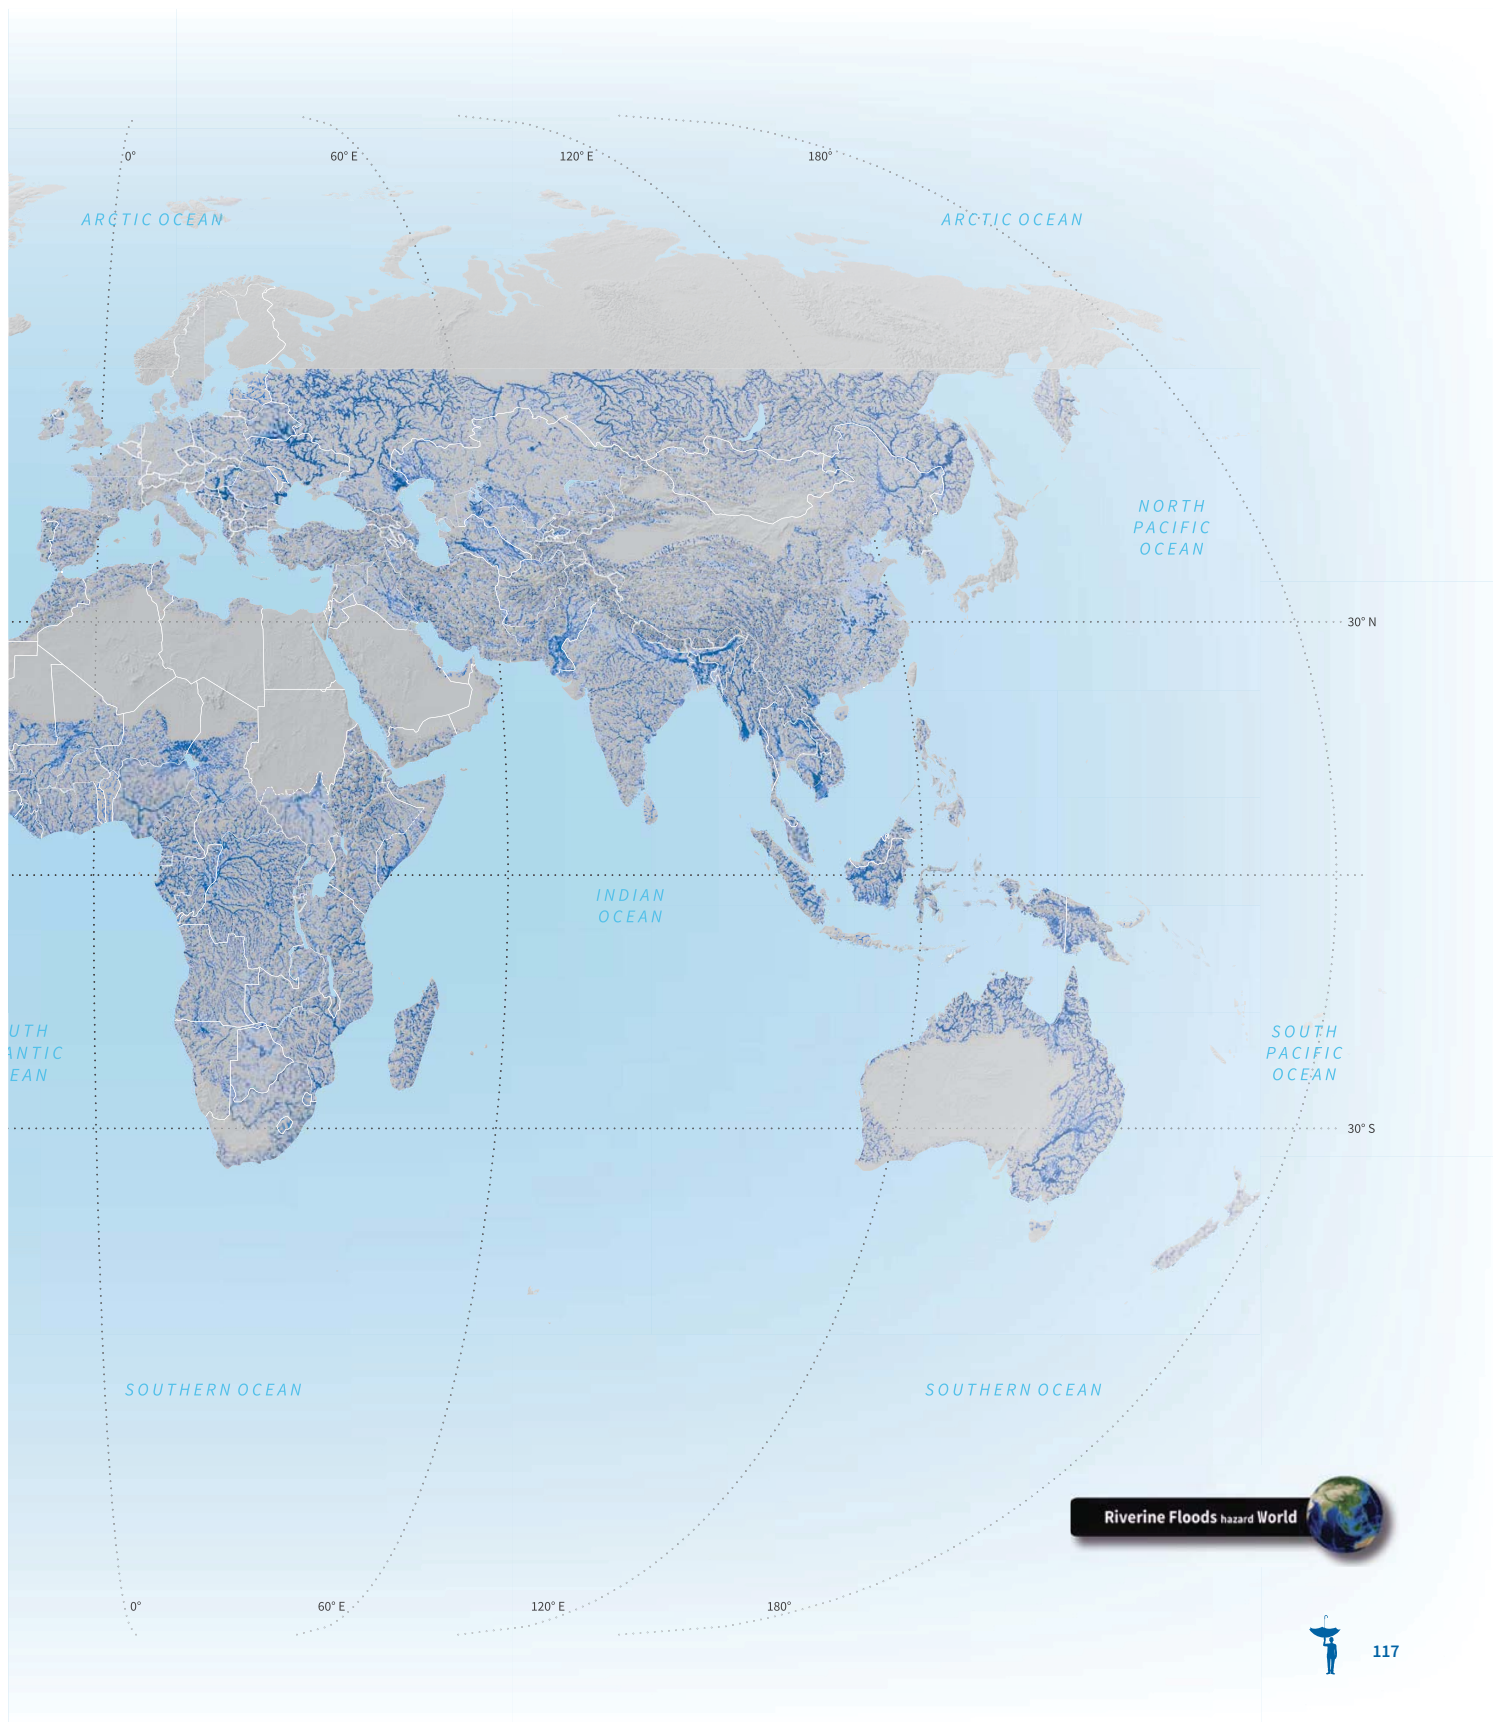 0°
60° E
120° E
180°
ARCTIC OCEAN
ARCTIC OCEAN
NORTH
PACIFIC
OCEAN
30° N
INDIAN
OCEAN
UTH
ANTIC
EAN
SOUTH
PACIFIC
OCEAN
30° S
SOUTHERN OCEAN
SOUTHERN OCEAN
Riverine Floods hazard World
0°
60° E
120° E
180°
117